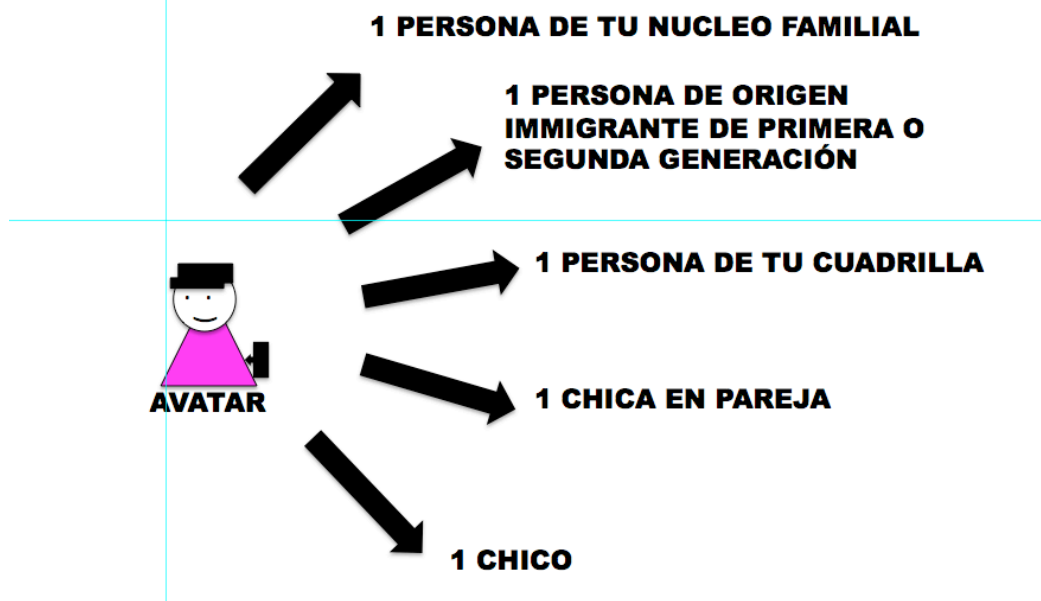 1 PERSONA DE TU NUCLEO FAMILIAL
1 PERSONA DE ORIGEN
IMMIGRANTE DE PRIMERA O
SEGUNDA GENERACIÓN
1 PERSONA DE TU CUADRILLA
1 CHICA EN PAREJA
AVATAR
1 CHICO